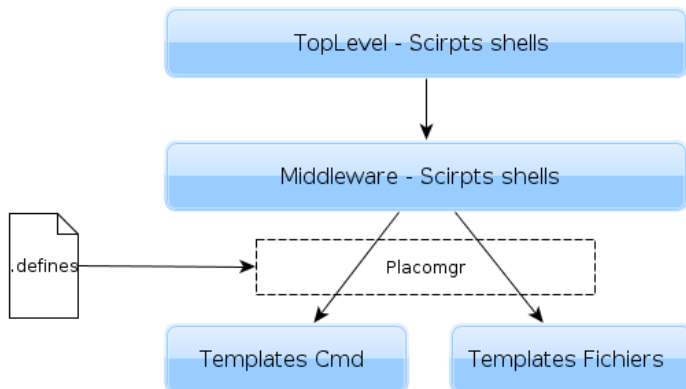 TopLevel - Scirpts shells
Middleware - Scirpts shells
.defines
Placomgr
Templates Cmd
Templates Fichiers